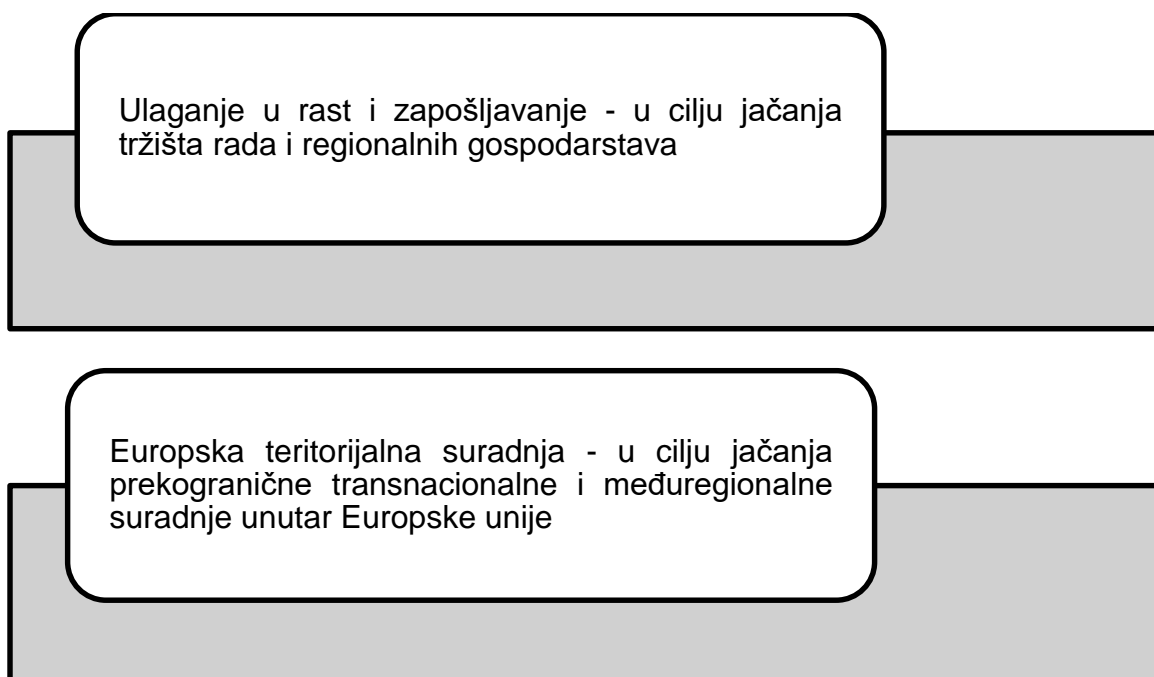 Ulaganje u rast i zapošljavanje - u cilju jačanja
tržišta rada i regionalnih gospodarstava
Europska teritorijalna suradnja - u cilju jačanja
prekogranične transnacionalne i međuregionalne
suradnje unutar Europske unije